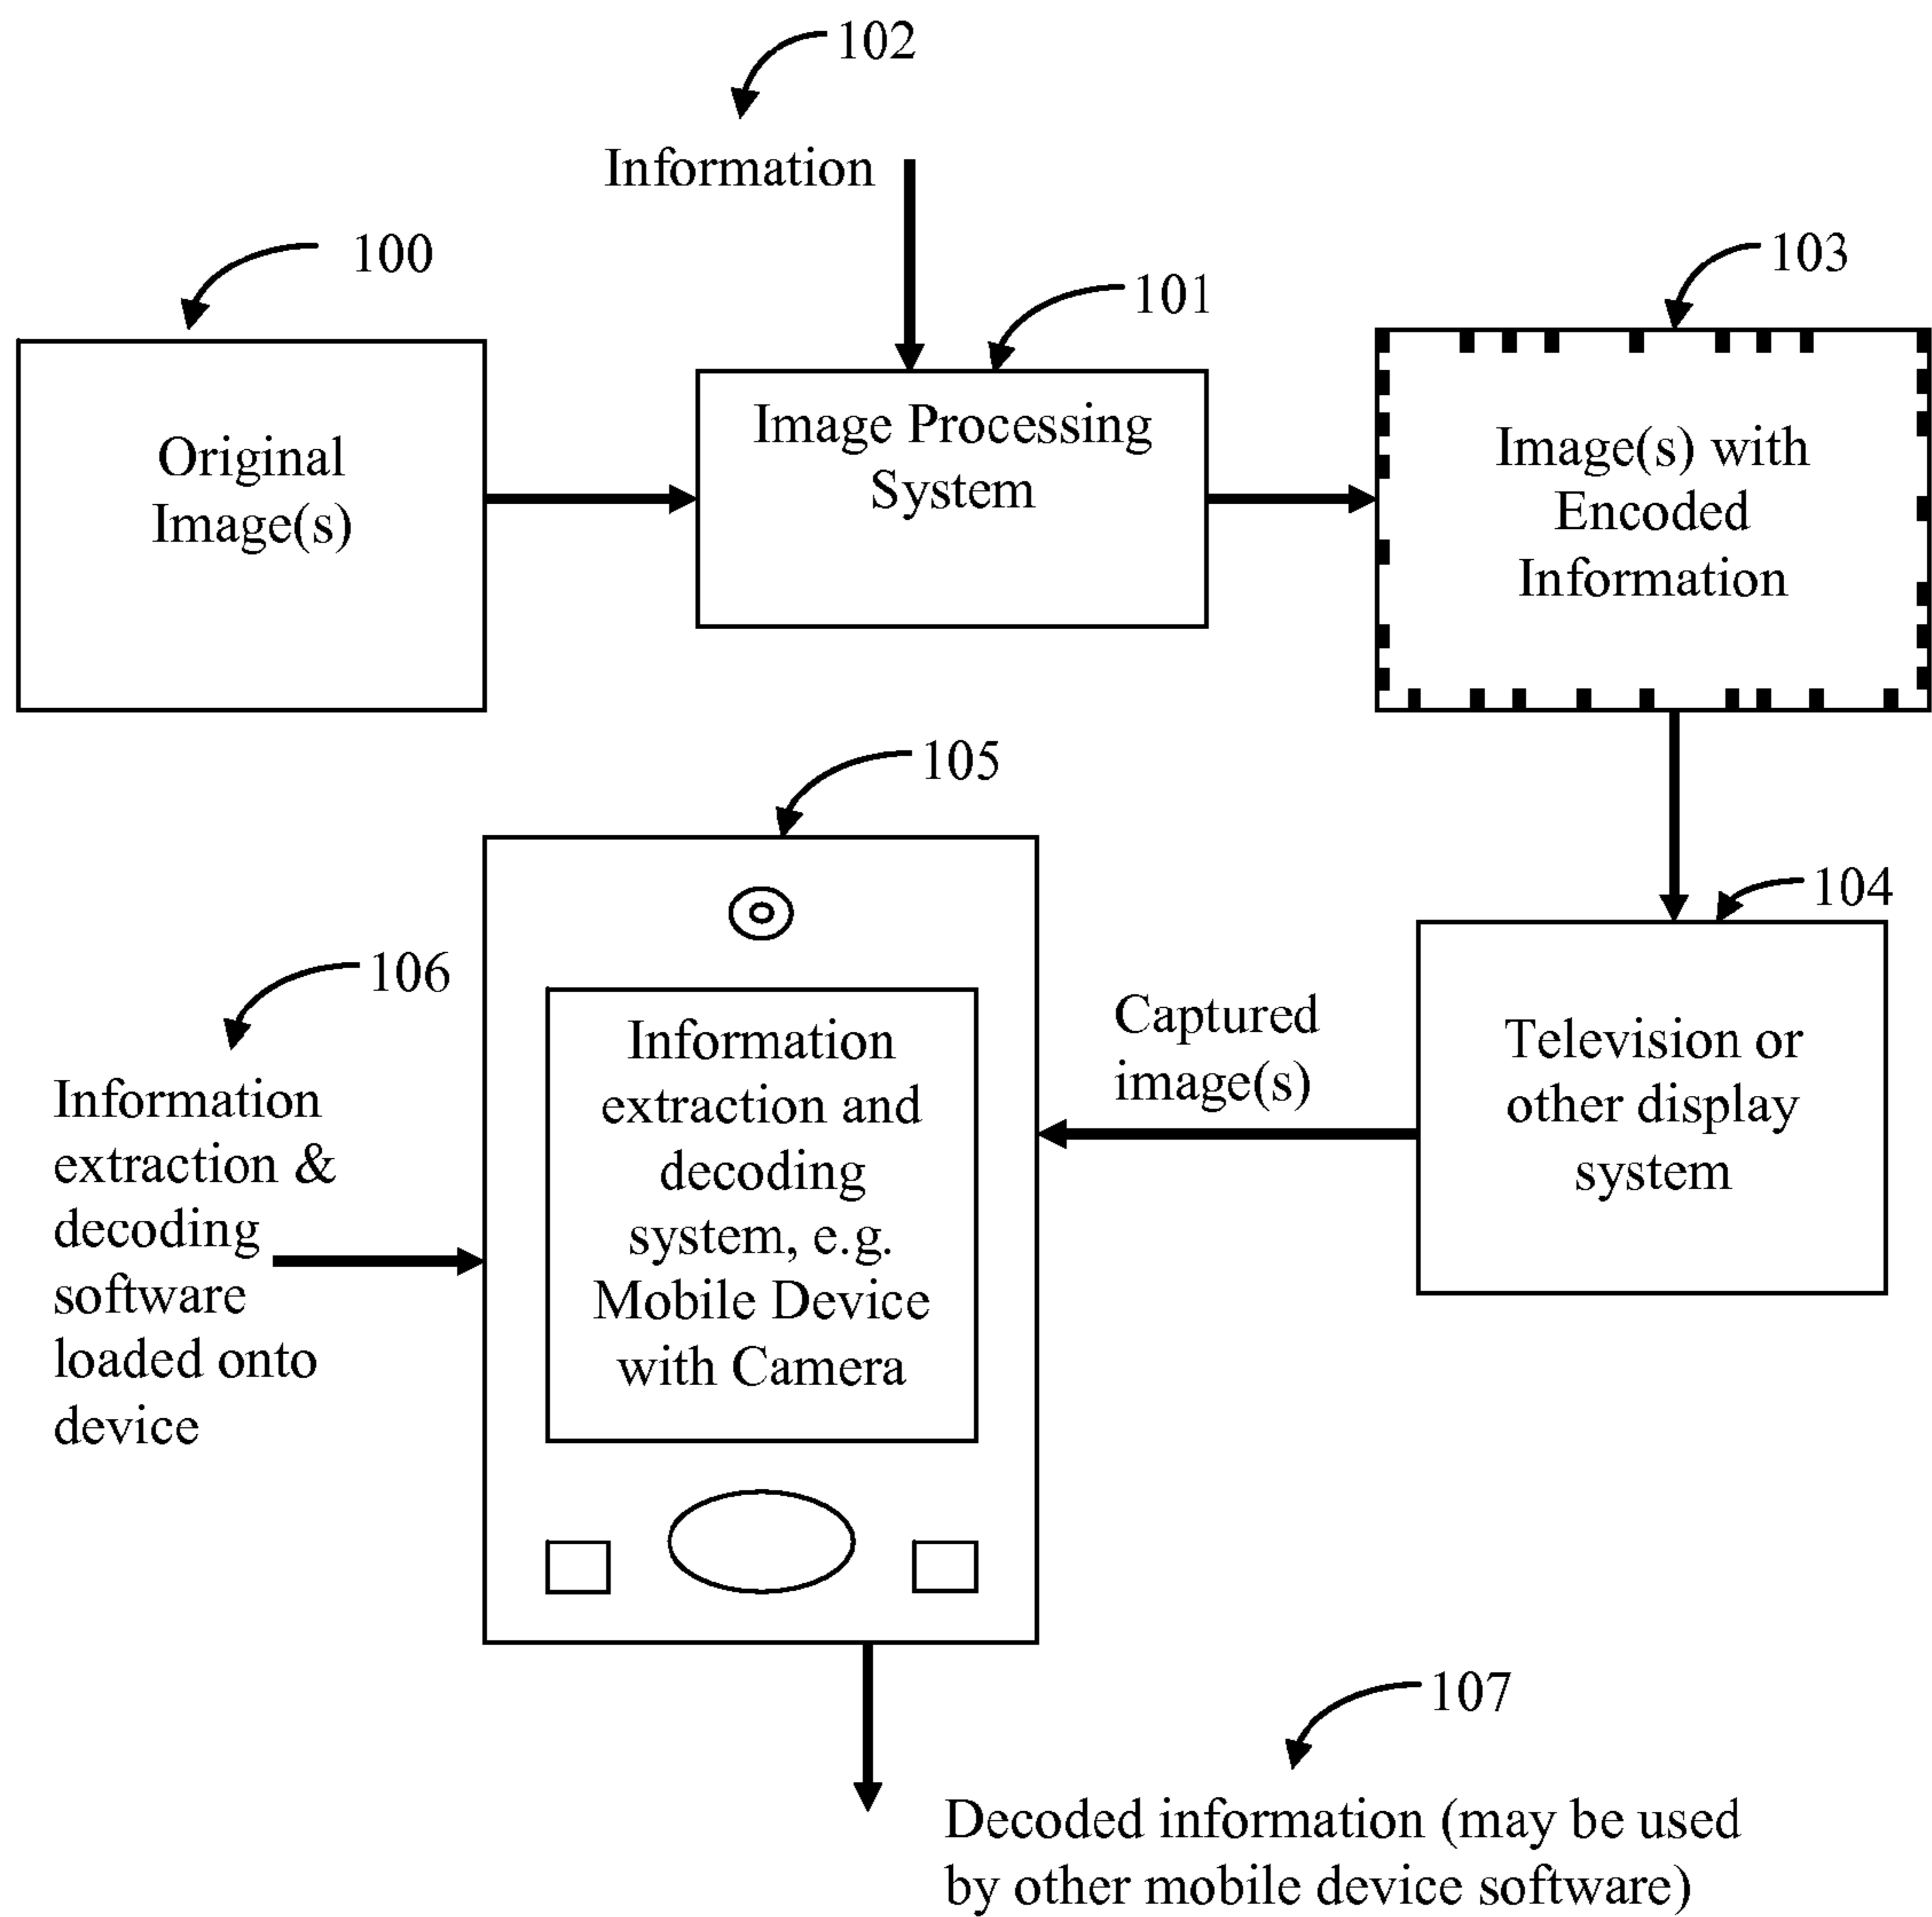 102
Information
100
101
103
Original
Image(s)
Image Processing
System
Image(s) with
Encoded
Information
105
104
106
Information
extraction &
decoding
software
loaded onto
device
Information
extraction and
decoding
system, e.g.
Mobile Device
with Camera
Captured
image(s)
Television or
other display
system
107
Decoded information (may be used
by other mobile device software)